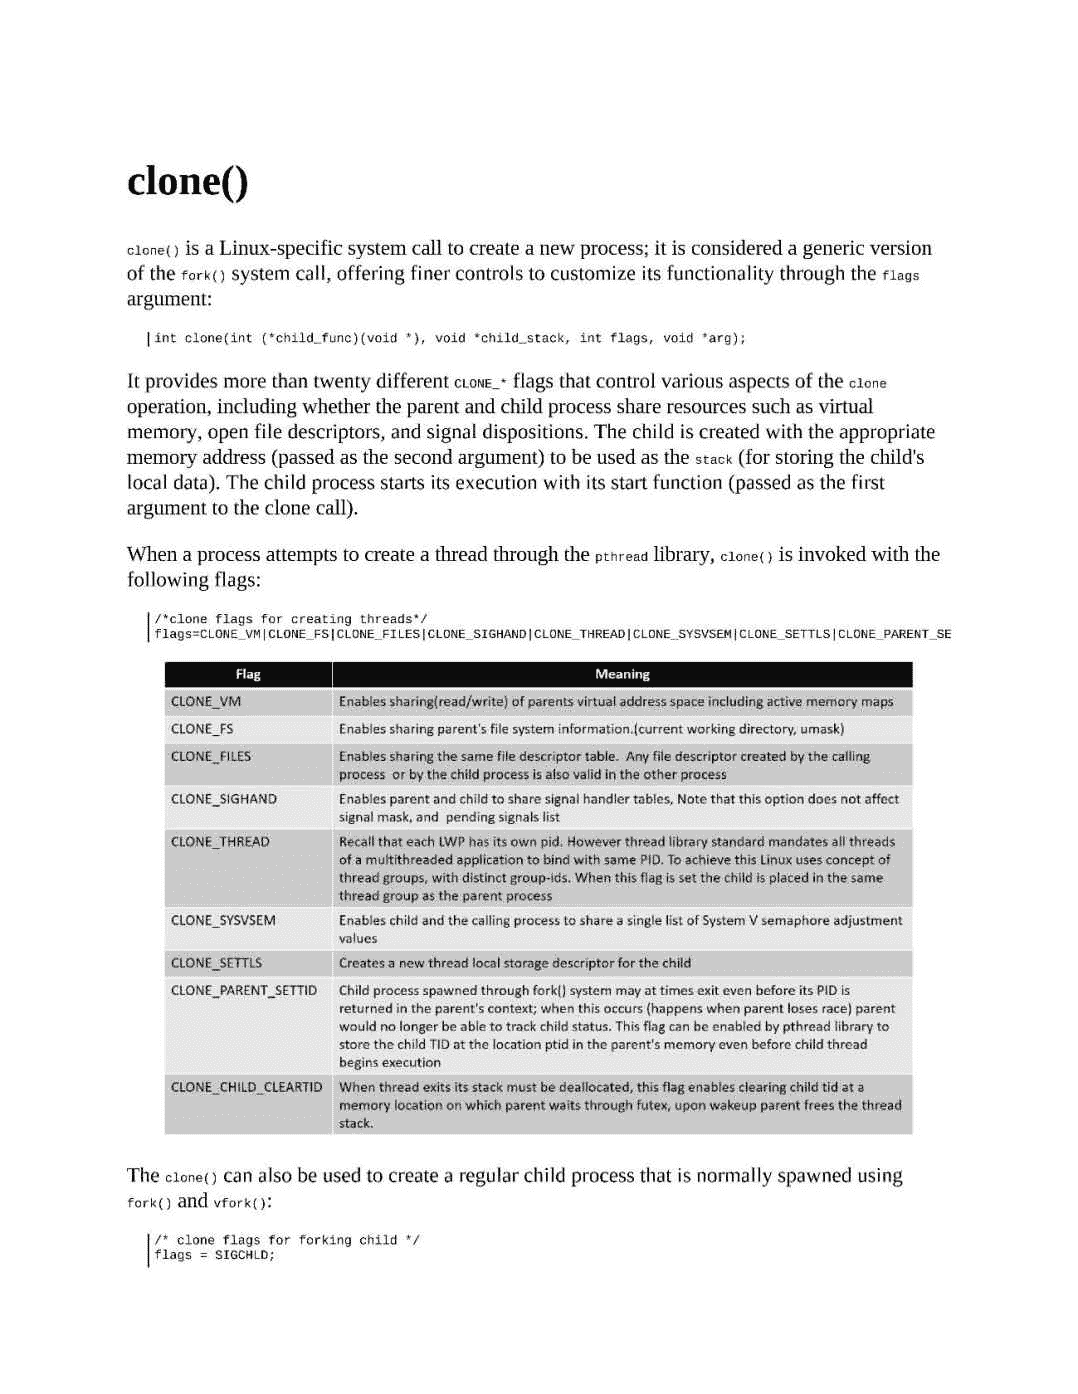 clone()
clone() is a Linux-specific system call to create a new process; it is considered a generic version
of the fork() system call, offering finer controls to customize its functionality through the flags
argument:
int clone(int (*child_func)(void *), void *child_stack, int flags, void *arg);
It provides more than twenty different CLONE_* flags that control various aspects of the clone
operation, including whether the parent and child process share resources such as virtual
memory, open file descriptors, and signal dispositions. The child is created with the appropriate
memory address (passed as the second argument) to be used as the stack (for storing the child's
local data). The child process starts its execution with its start function (passed as the first
argument to the clone call).
When a process attempts to create a thread through the pthread library, clone() is invoked with the
following flags:
/*clone flags for creating threads*/
flags=CLONE_VM|CLONE_FS|CLONE_FILES|CLONE_SIGHAND|CLONE_THREAD|CLONE_SYSVSEM|CLONE_SETTLS|CLONE_PARENT_SE
Flag Meaning
CLONE_VM Enables sharing(read/write) of parents virtual address space including active memory maps
CLONE_FS Enables sharing parent's file system information.(current working directory, umask)
CLONE_FILES Enables sharing the same file descriptor table. Any file descriptor created by the calling
process or by the child process is also valid in the other process
CLONE_SIGHAND Enables parent and child to share signal handler tables, Note that this option does not affect
signal mask, and pending signals list
CLONE_THREAD Recall that each LWP has its own pid. However thread library standard mandates all threads
of a multithreaded application to bind with same PID. To achieve this Linux uses concept of
thread groups, with distinct group-ids. When this flag is set the child is placed in the same
thread group as the parent process
CLONE_SYSVSEM Enables child and the calling process to share a single list of System V semaphore adjustment
values
CLONE_SETTLS Creates a new thread local storage descriptor for the child
CLONE_PARENT_SETTID Child process spawned through fork() system may at times exit even before its PID is
returned in the parent's context; when this occurs (happens when parent loses race) parent
would no longer be able to track child status. This flag can be enabled by pthread library to
store the child TID at the location ptid in the parent's memory even before child thread
begins execution
CLONE_CHILD_CLEARTID When thread exits its stack must be deallocated, this flag enables clearing child tid at a
memory location on which parent waits through futex, upon wakeup parent frees the thread
stack.
The clone() can also be used to create a regular child process that is normally spawned using
fork() and vfork():
/* clone flags for forking child */
flags = SIGCHLD;